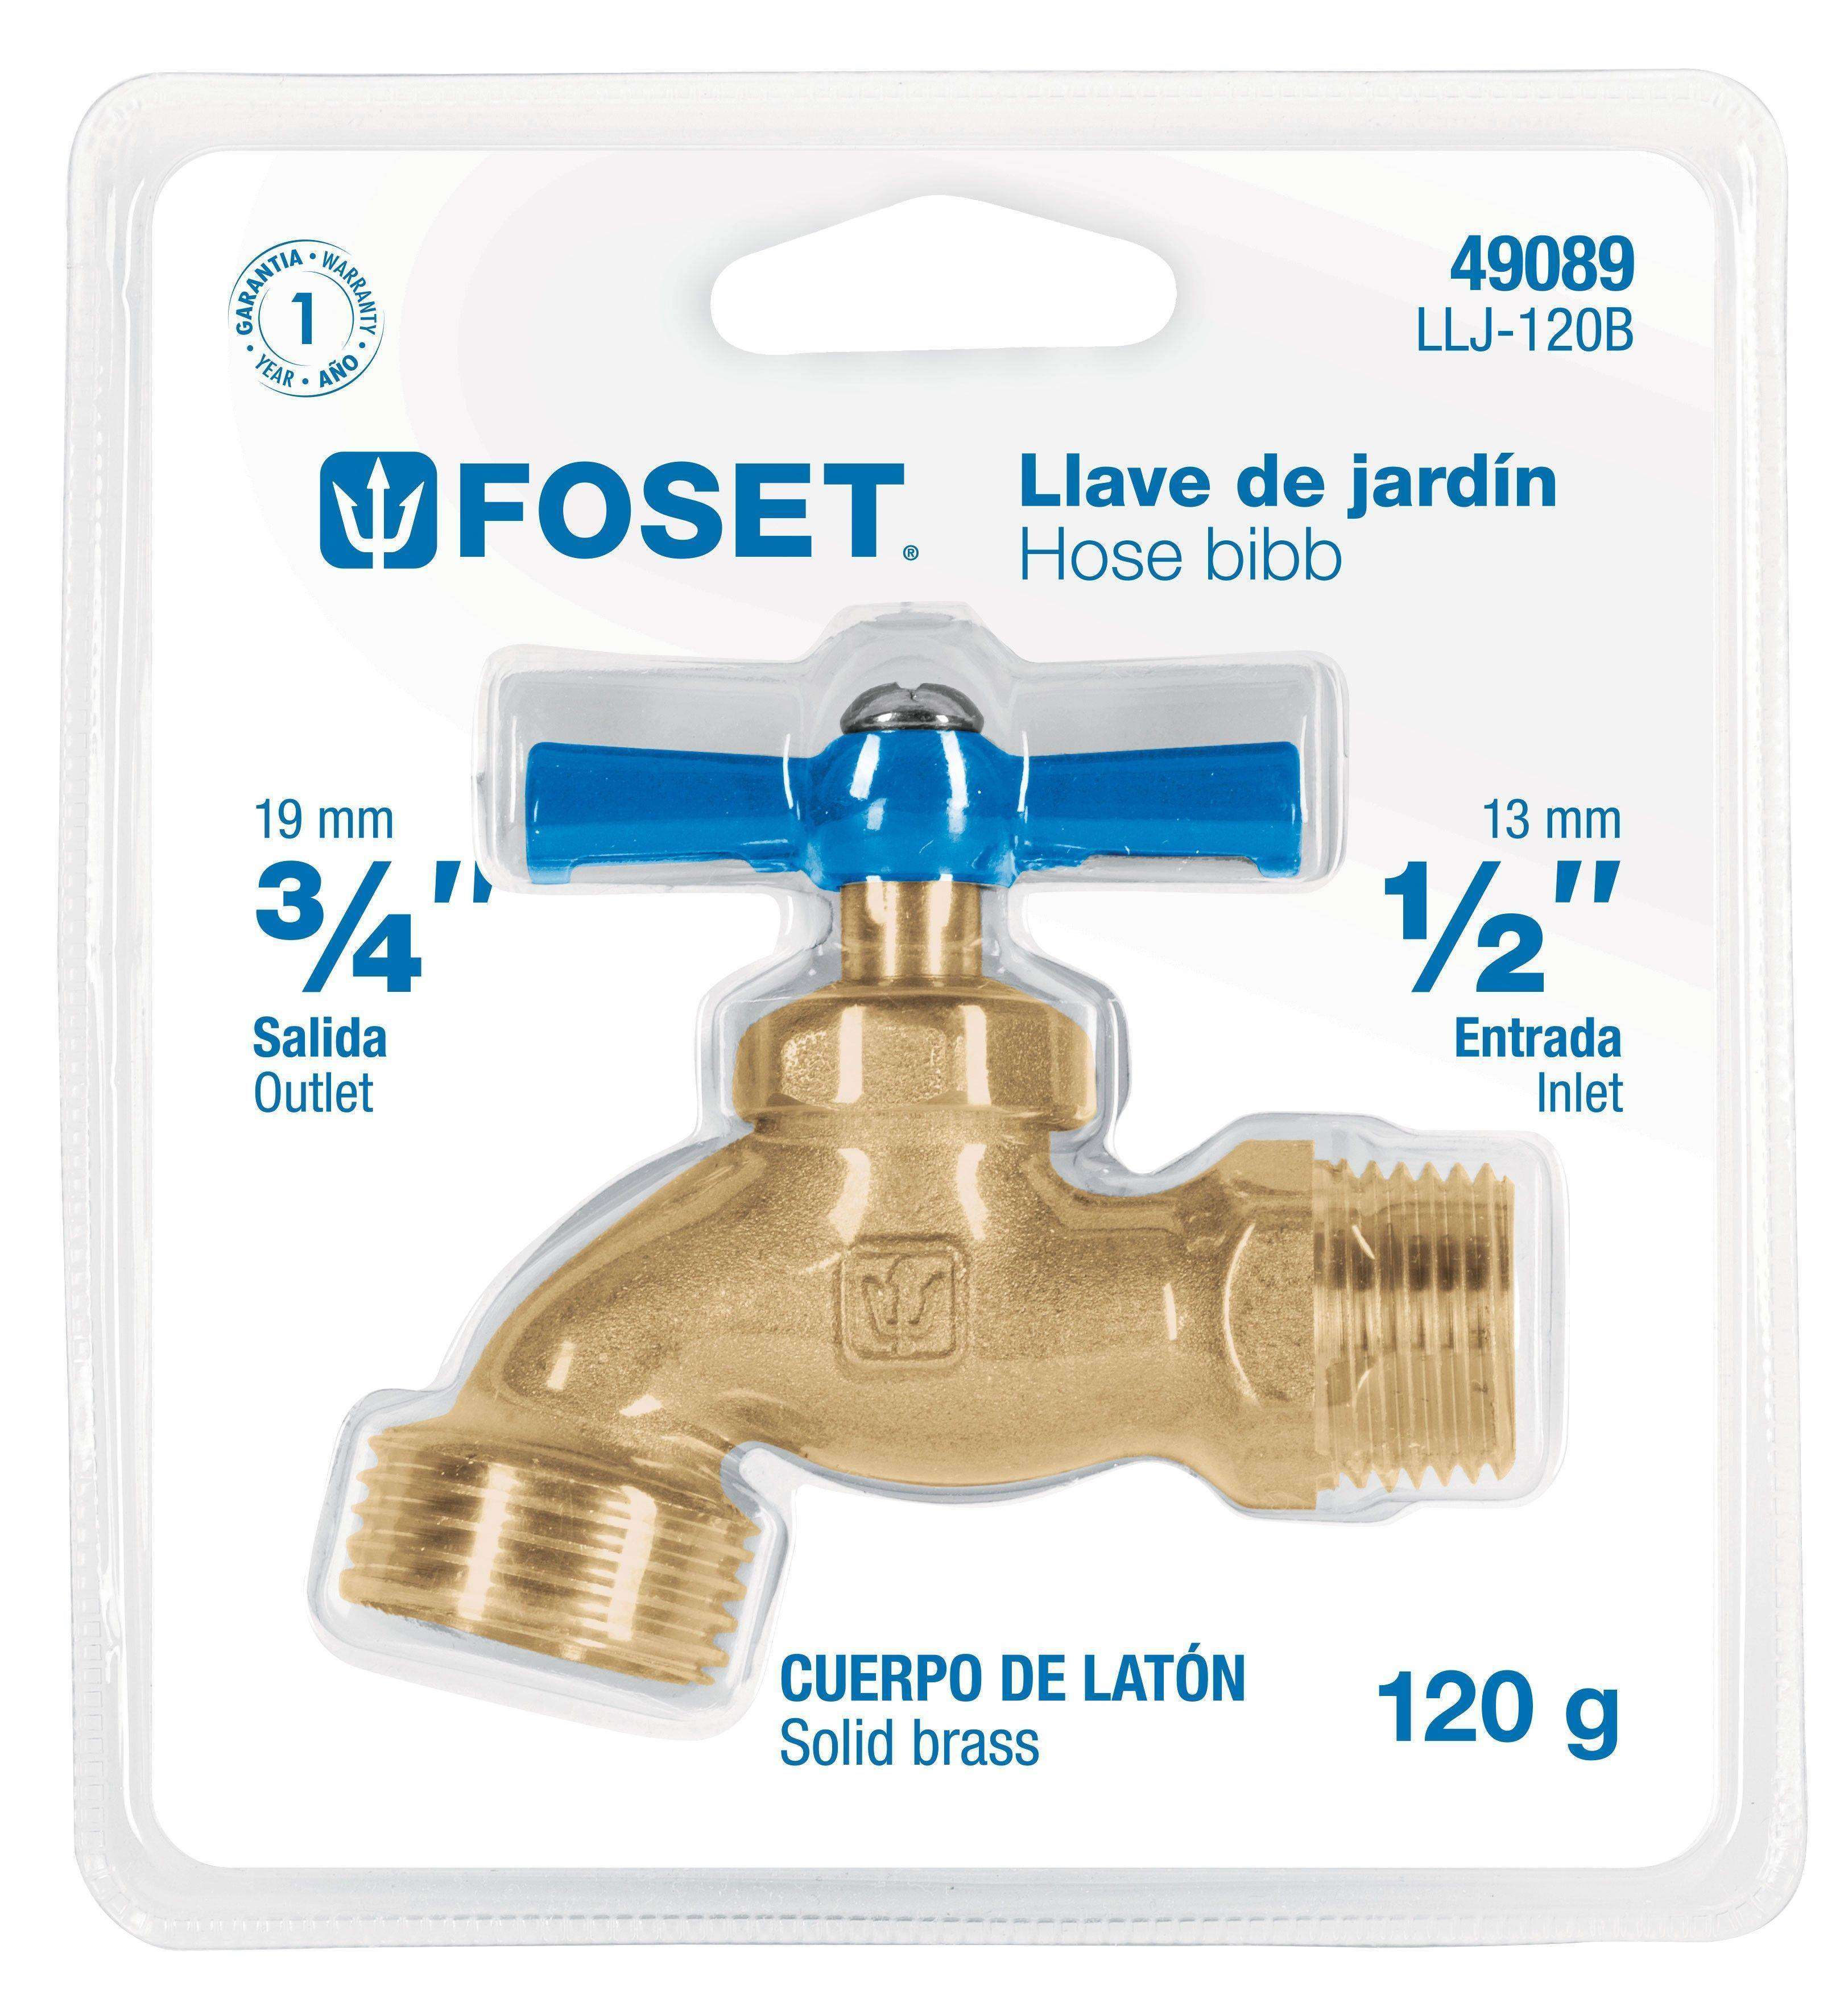 GARANTIA • WARRANTY • AÑO • YEAR •
1
49089
LLJ-120B
FOSET®
Llave de jardín
Hose bibb
19 mm
3/4"
Salida
Outlet
13 mm
1/2"
Entrada
Inlet
CUERPO DE LATÓN
Solid brass
120 g